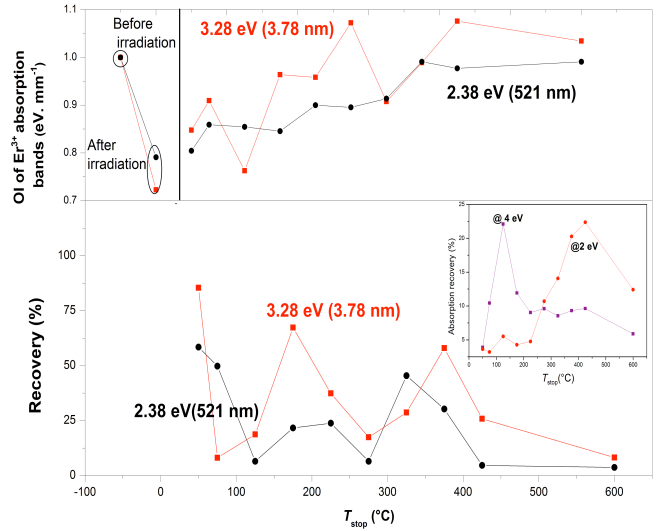 1.1
1.0
0.9
0.8
0.7
OI of Er³⁺ absorption
bands (eV. mm⁻¹)
Before
irradiation
After
irradiation
3.28 eV (3.78 nm)
2.38 eV (521 nm)
-
100
75
50
25
0
Recovery (%)
3.28 eV (3.78 nm)
2.38 eV(521 nm)
25
20
15
10
5
0
Absorption recovery (%)
@ 4 eV
@2 eV
0 100 200 300 400 500 600
Tstop(°C)
-100 0 100 200 300 400 500 600
Tstop (°C)